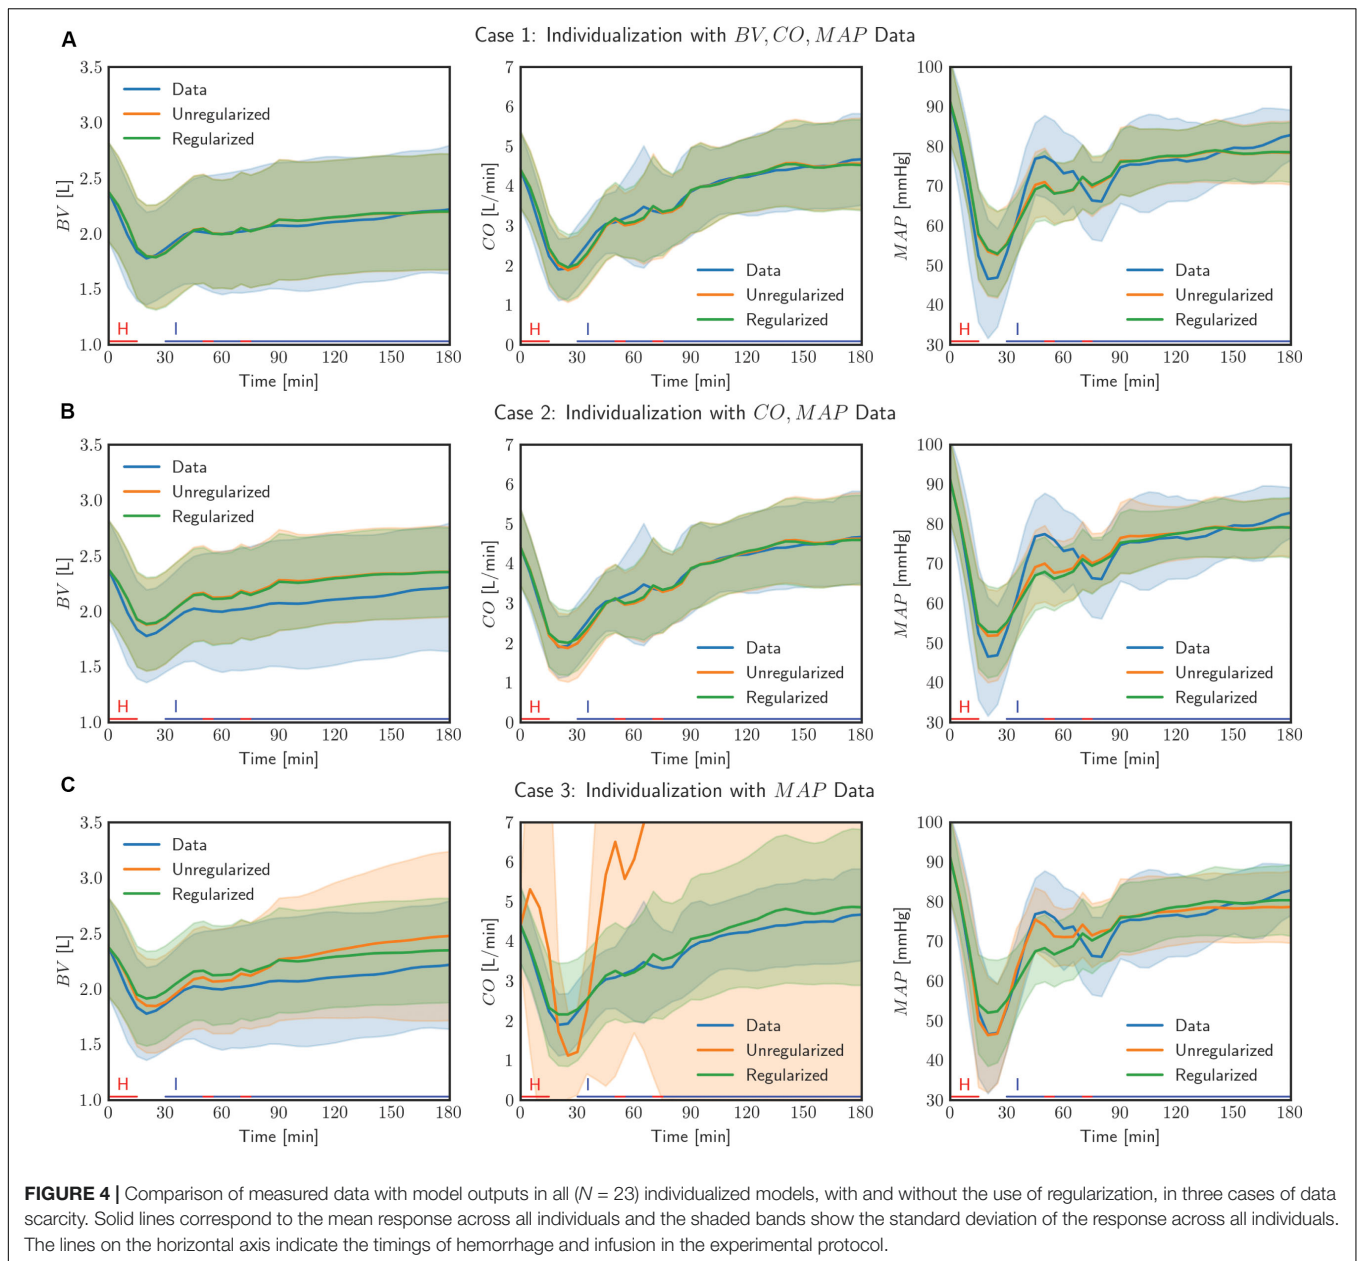 A
Case 1: Individualization with BV, CO, MAP Data
3.5
3.0
2.5
2.0
1.5
1.0
BV [L]
Data
Unregularized
Regularized
H
I
0 30 60 90 120 150 180
Time [min]
7
6
5
4
3
2
1
0
CO [L/min]
Data
Unregularized
Regularized
H
I
0 30 60 90 120 150 180
Time [min]
100
90
80
70
60
50
40
30
MAP [mmHg]
Data
Unregularized
Regularized
H
I
0 30 60 90 120 150 180
Time [min]
B
Case 2: Individualization with CO, MAP Data
3.5
3.0
2.5
2.0
1.5
1.0
BV [L]
Data
Unregularized
Regularized
H
I
0 30 60 90 120 150 180
Time [min]
7
6
5
4
3
2
1
0
CO [L/min]
Data
Unregularized
Regularized
H
I
0 30 60 90 120 150 180
Time [min]
100
90
80
70
60
50
40
30
MAP [mmHg]
Data
Unregularized
Regularized
H
I
0 30 60 90 120 150 180
Time [min]
C
Case 3: Individualization with MAP Data
3.5
3.0
2.5
2.0
1.5
1.0
BV [L]
Data
Unregularized
Regularized
H
I
0 30 60 90 120 150 180
Time [min]
7
6
5
4
3
2
1
0
CO [L/min]
Data
Unregularized
Regularized
H
I
0 30 60 90 120 150 180
Time [min]
100
90
80
70
60
50
40
30
MAP [mmHg]
Data
Unregularized
Regularized
H
I
0 30 60 90 120 150 180
Time [min]
FIGURE 4 | Comparison of measured data with model outputs in all (N = 23) individualized models, with and without the use of regularization, in three cases of data
scarcity. Solid lines correspond to the mean response across all individuals and the shaded bands show the standard deviation of the response across all individuals.
The lines on the horizontal axis indicate the timings of hemorrhage and infusion in the experimental protocol.